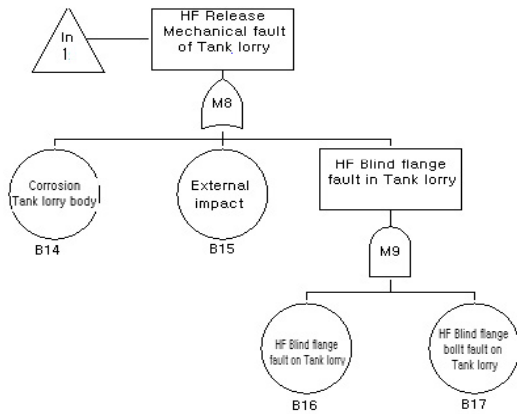 In
1
HF Release
Mechanical fault
of Tank lorry
M8
Corrosion
Tank lorry body
B14
External
impact
B15
HF Blind flange
fault in Tank lorry
M9
HF Blind flange
fault on Tank lorry
B16
HF Blind flange
bollt fault on
Tank lorry
B17